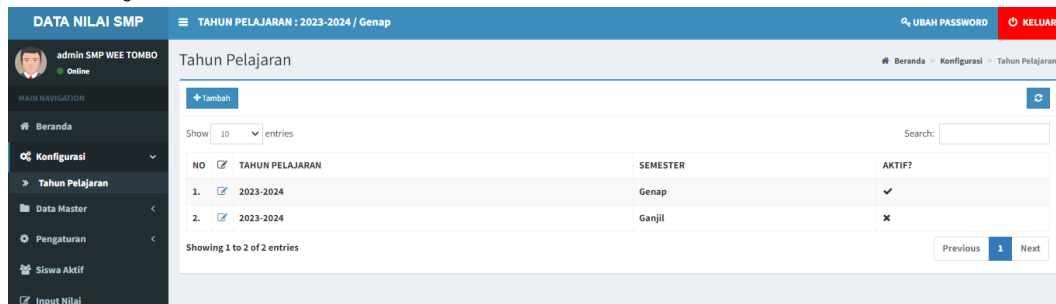 DATA NILAI SMP
TAHUN PELAJARAN : 2023-2024 / Genap
UBAH PASSWORD
KELUAR
admin SMP WEE TOMBO
Online
Tahun Pelajaran
Beranda > Konfigurasi > Tahun Pelajaran
MAIN NAVIGATION
Beranda
Konfigurasi
Tahun Pelajaran
Data Master
Pengaturan
Siswa Aktif
Input Nilai
Tambah
Show 10 entries
Search:
NO TAHUN PELAJARAN SEMESTER AKTIF?
1. 2023-2024 Genap ✔
2. 2023-2024 Ganjil ✖
Showing 1 to 2 of 2 entries
Previous 1 Next